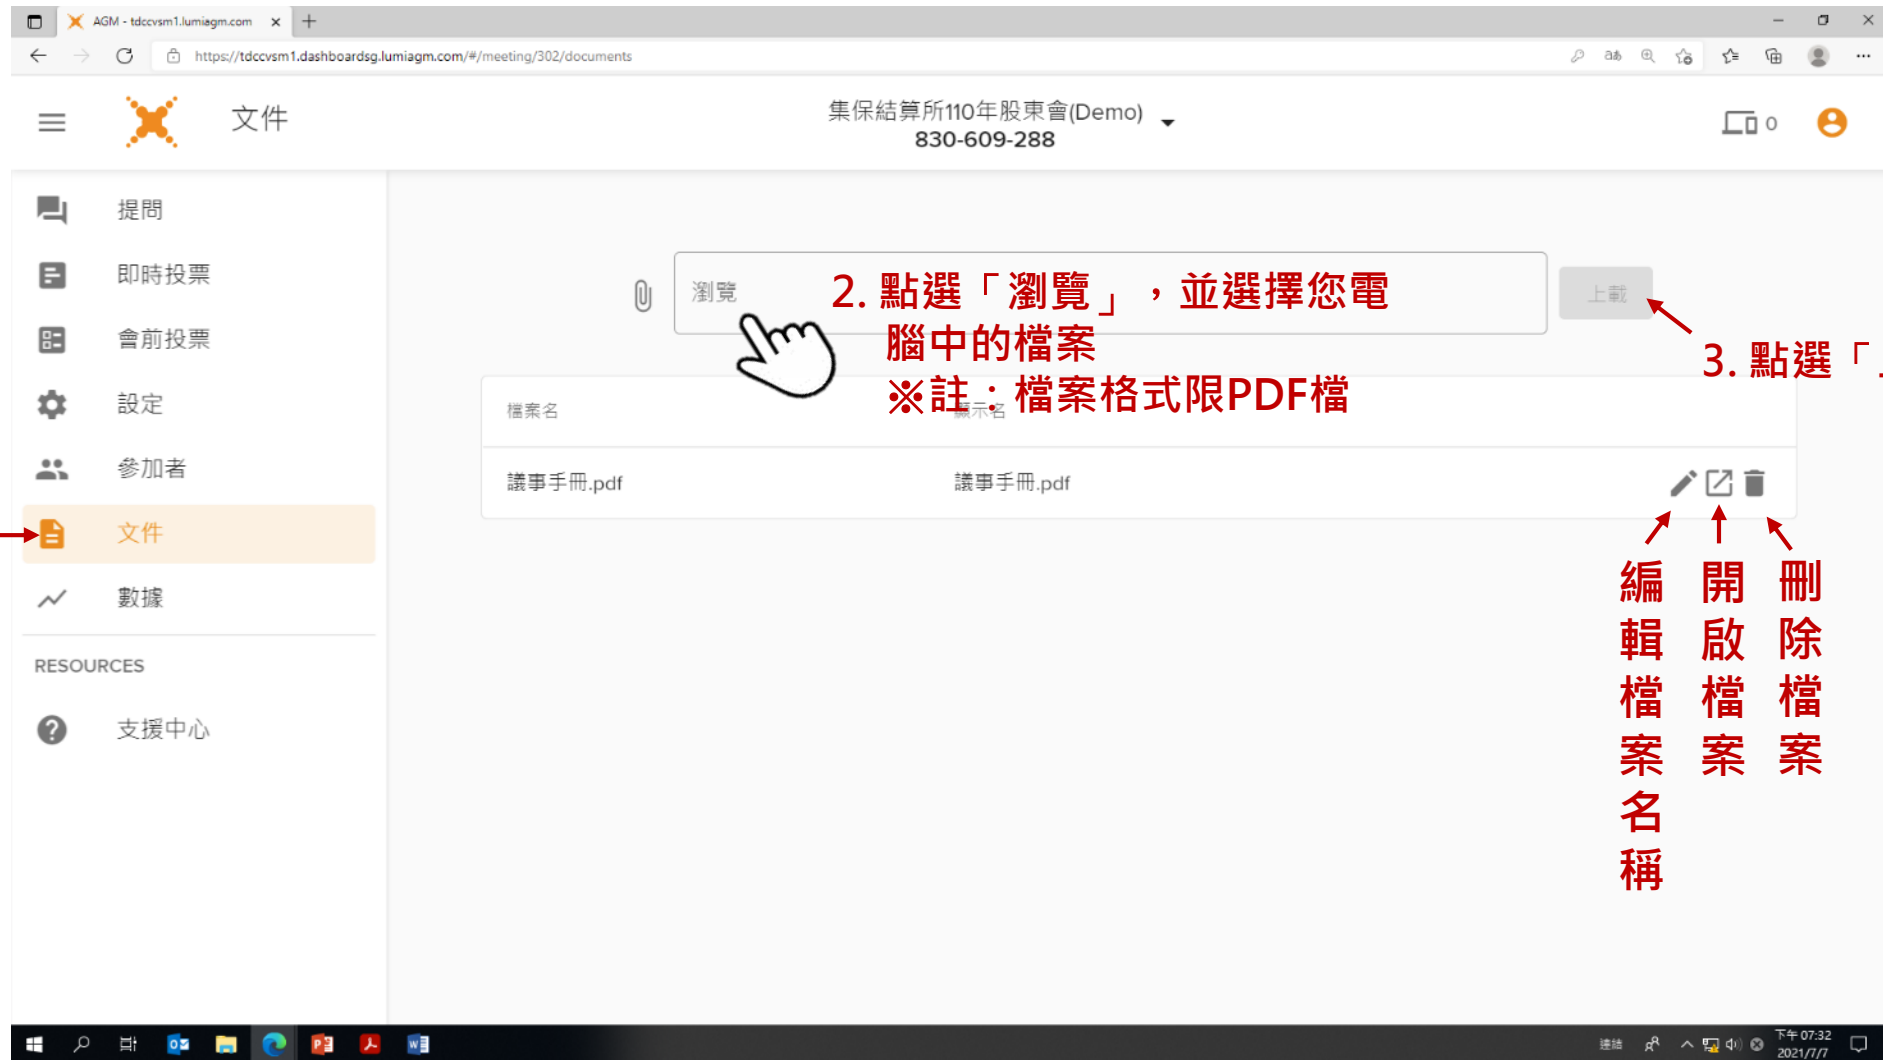 AGM - tdccvsm1.lumiagm.com
https://tdccvsm1.dashboardsg.lumiagm.com/#/meeting/302/documents
文件
集保結算所110年股東會(Demo)
830-609-288
0
提問
即時投票
會前投票
設定
參加者
文件
數據
RESOURCES
支援中心
瀏覽
2. 點選「瀏覽」，並選擇您電
腦中的檔案
※註：檔案格式限PDF檔
上載
3. 點選「」
檔案名
顯示名
議事手冊.pdf
議事手冊.pdf
編輯檔案名稱
開啟檔案
刪除檔案
連結
下午 07:32
2021/7/7